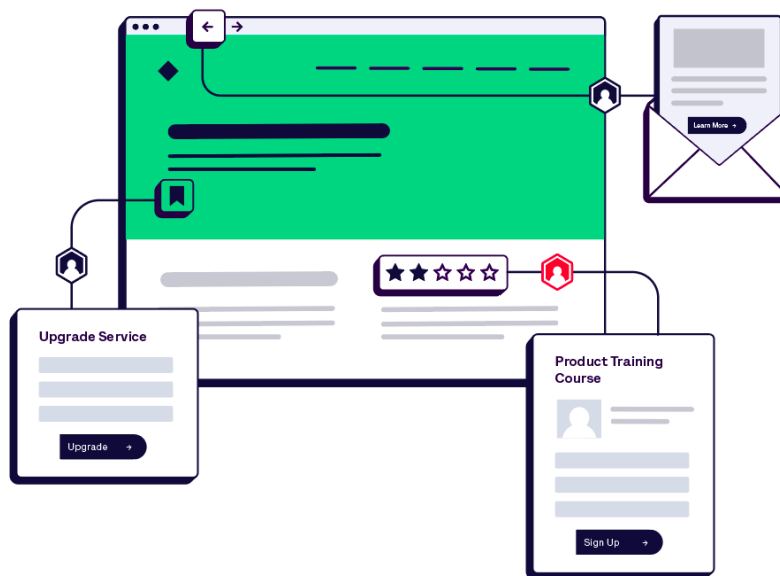 Learn More →
Upgrade Service
Upgrade →
Product Training
Course
Sign Up →